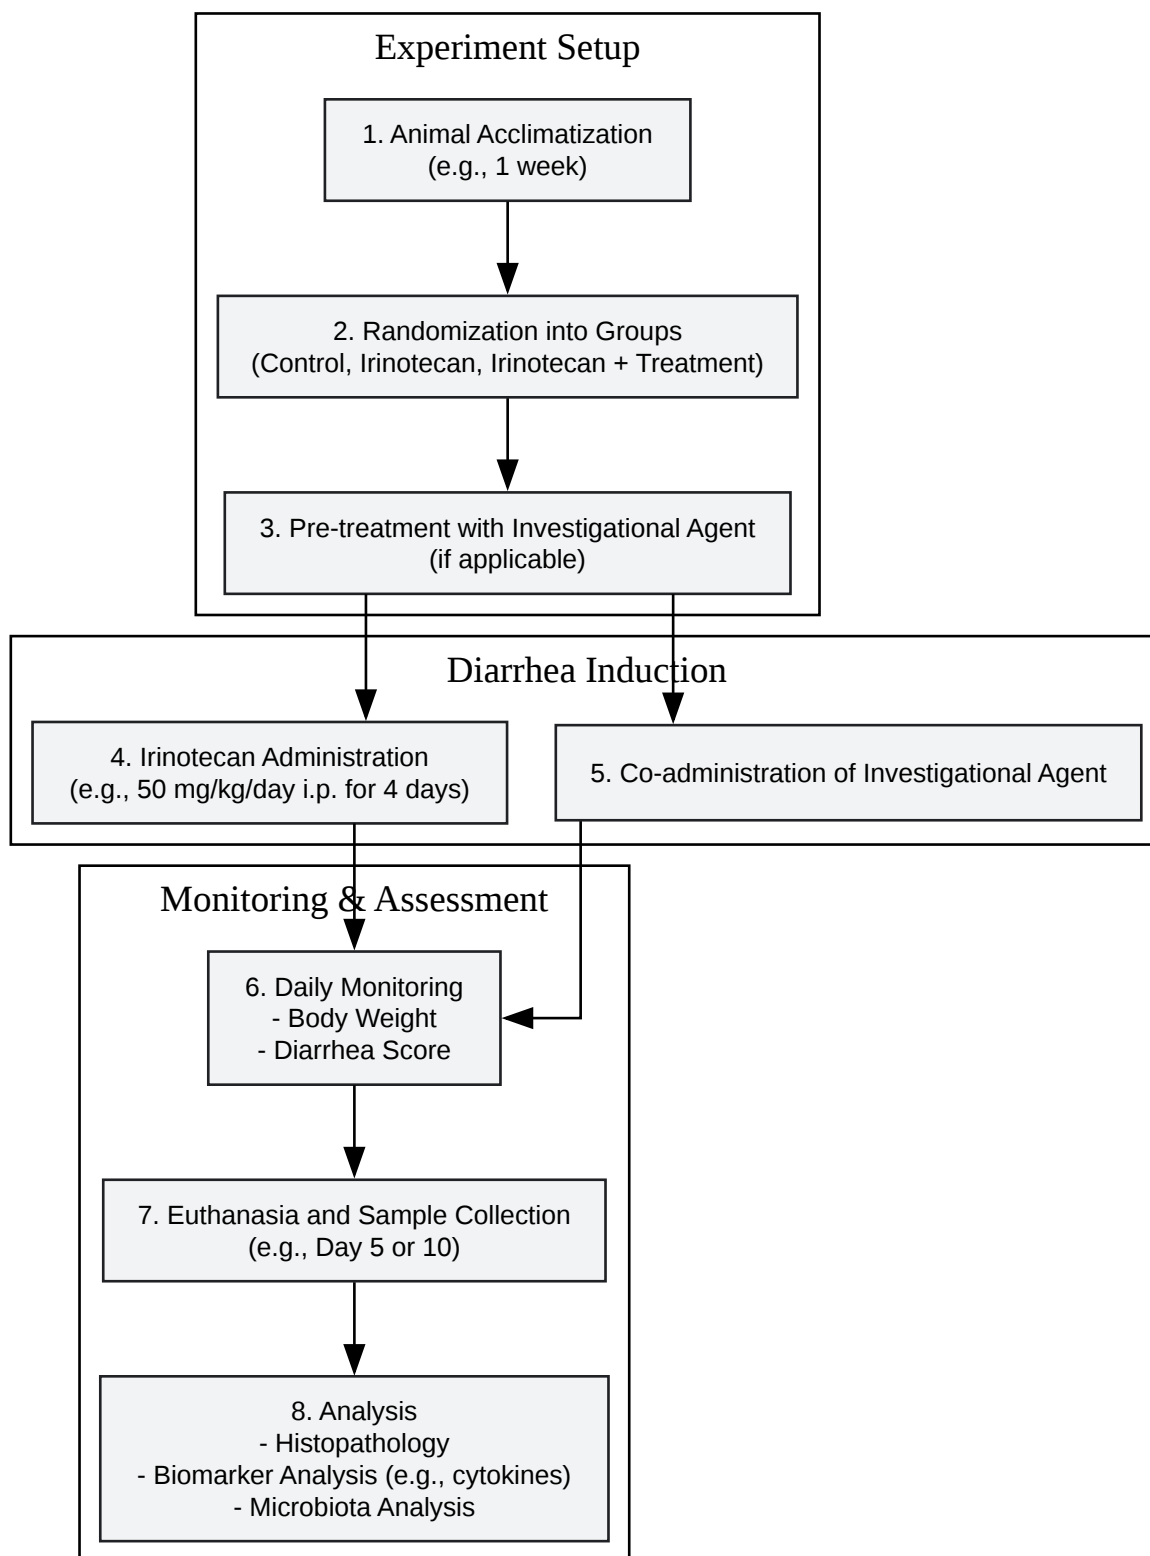 Experiment Setup
1. Animal Acclimatization
(e.g., 1 week)
2. Randomization into Groups
(Control, Irinotecan, Irinotecan + Treatment)
3. Pre-treatment with Investigational Agent
(if applicable)
Diarrhea Induction
4. Irinotecan Administration
(e.g., 50 mg/kg/day i.p. for 4 days)
5. Co-administration of Investigational Agent
Monitoring & Assessment
6. Daily Monitoring
- Body Weight
- Diarrhea Score
7. Euthanasia and Sample Collection
(e.g., Day 5 or 10)
8. Analysis
- Histopathology
- Biomarker Analysis (e.g., cytokines)
- Microbiota Analysis